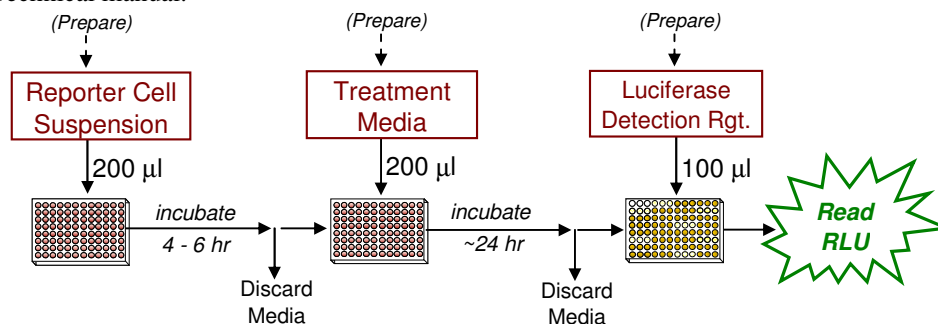 (Prepare)
(Prepare)
(Prepare)
Reporter Cell
Suspension
Treatment
Media
Luciferase
Detection Rgt.
200 µl
200 µl
100 µl
incubate
4 - 6 hr
incubate
~24 hr
Read
RLU
Discard
Media
Discard
Media